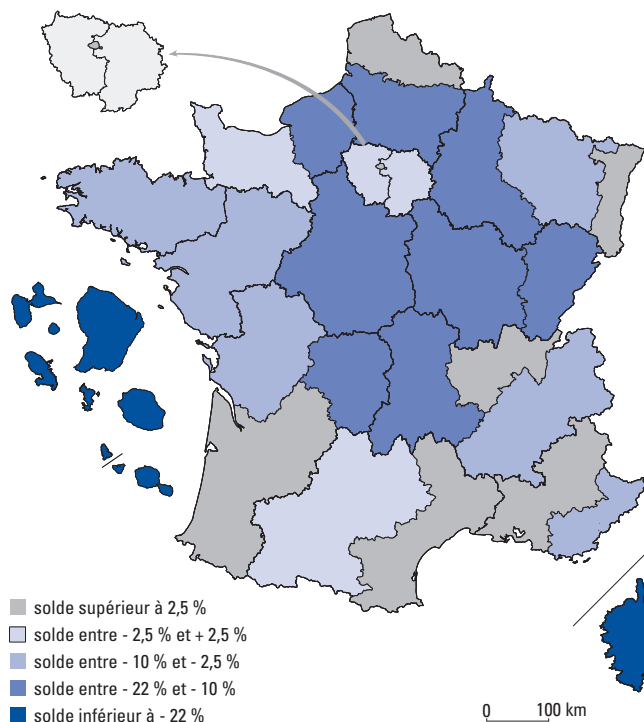 solde supérieur à 2,5 %
solde entre - 2,5 % et + 2,5 %
solde entre - 10 % et - 2,5 %
solde entre - 22 % et - 10 %
solde inférieur à - 22 %
0 100 km